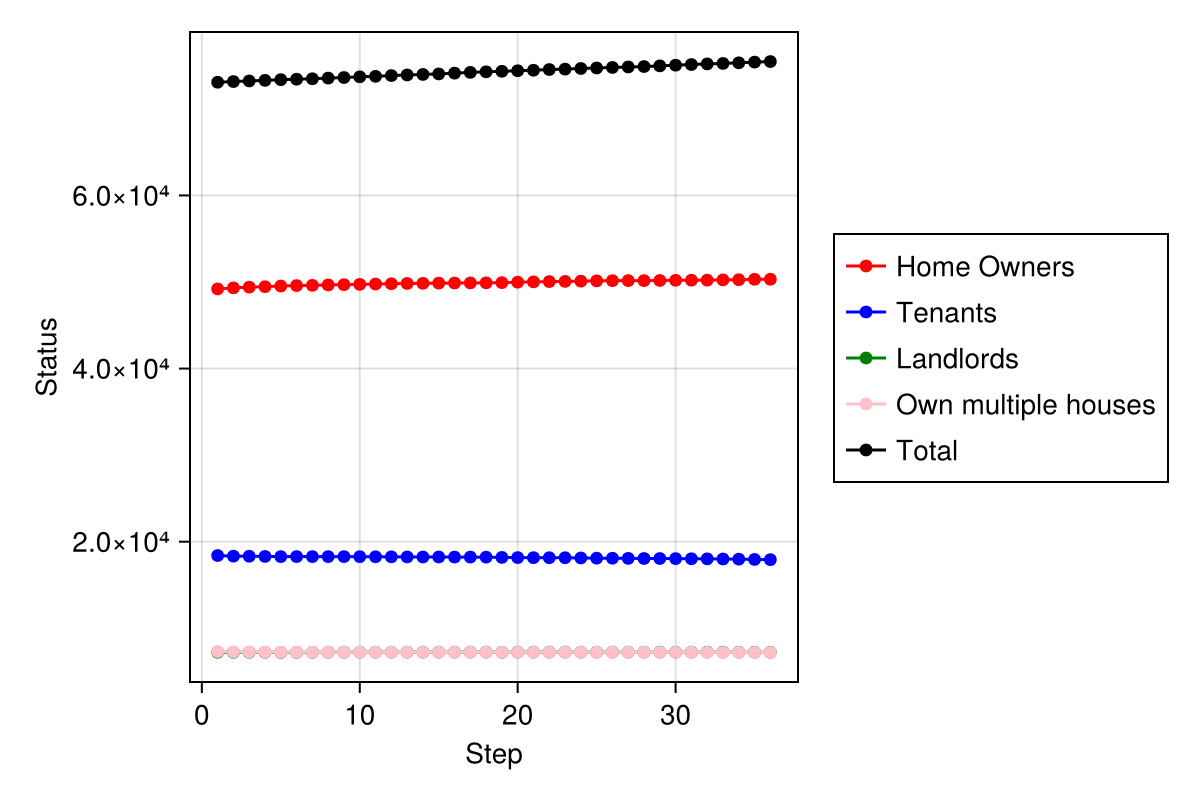 6.0×10⁴
4.0×10⁴
2.0×10⁴
Status
0 10 20 30
Step
Home Owners
Tenants
Landlords
Own multiple houses
Total